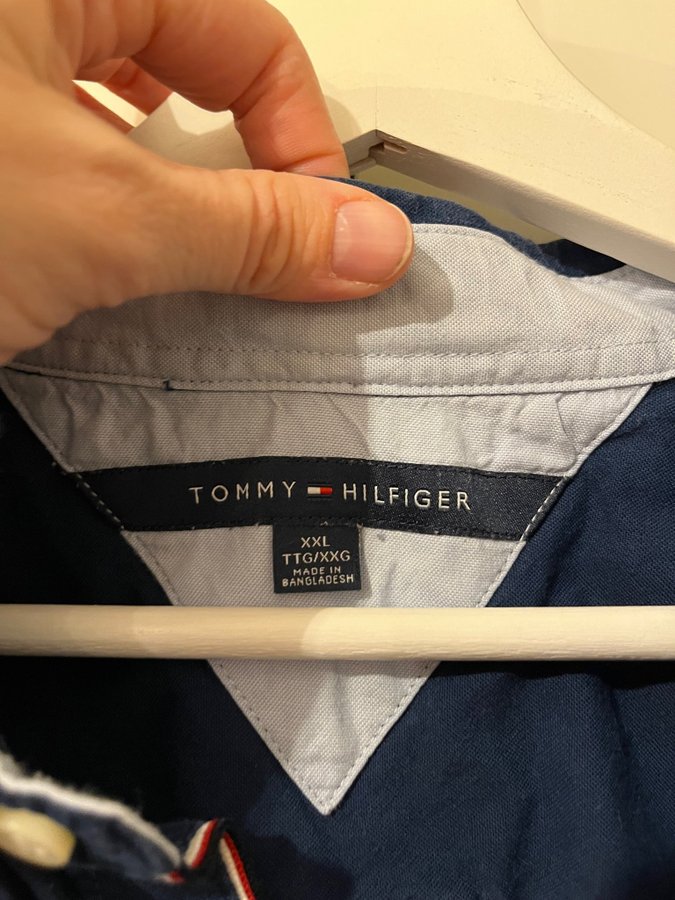 TOMMY HILFIGER
XXL
TTG/XXG
MADE IN
BANGLADESH